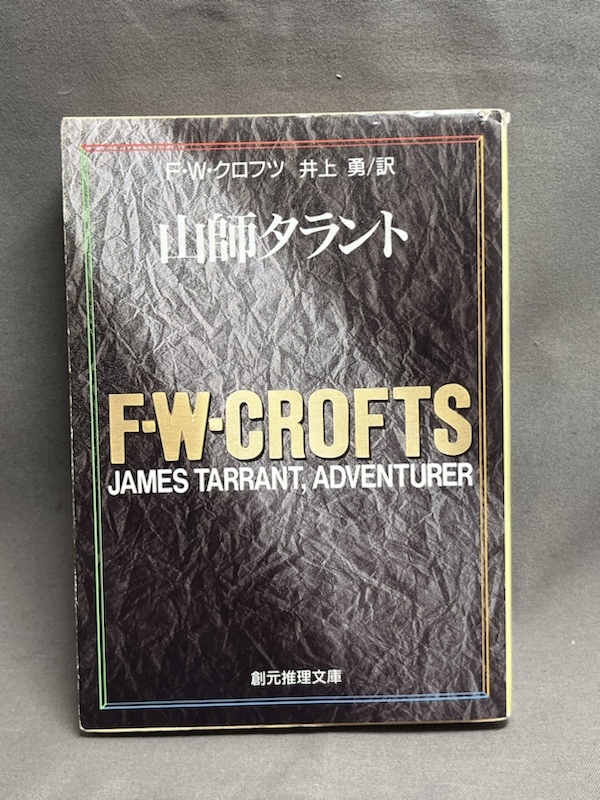 F・W・クロフツ 井上 勇/訳
山師タラント
F・W・CROFTS
JAMES TARRANT, ADVENTURER
創元推理文庫